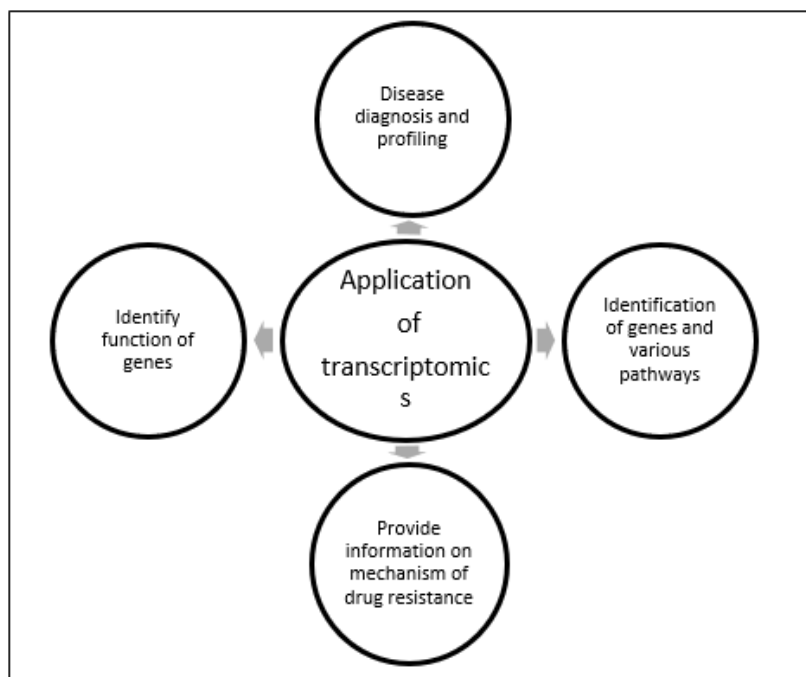 Disease
diagnosis and
profiling
Application
of
transcriptomic
s
Identify
function of
genes
Identification
of genes and
various
pathways
Provide
information on
mechanism of
drug resistance